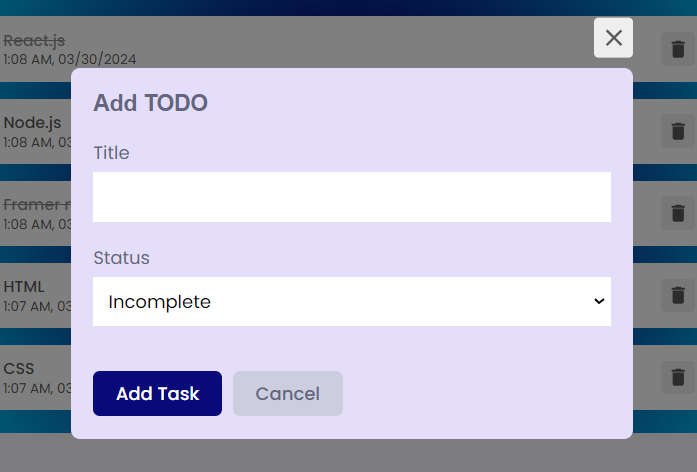 React.js
1:08 AM, 03/30/2024
Add TODO
Node.js
1:08 AM, 03
Title
Framer
1:08 AM, 03
Status
HTML
Incomplete
1:07 AM, 03
CSS
1:07 AM, 03
Add Task
Cancel